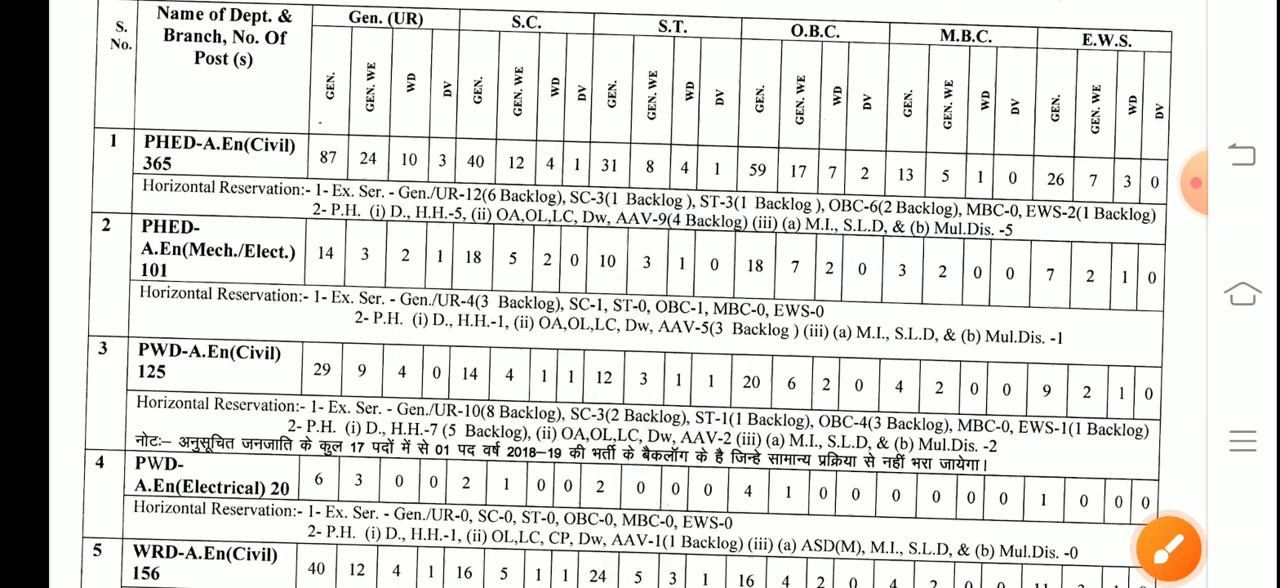 S. No. Name of Dept. & Branch, No. Of Post (s) Gen. (UR) S.C. S.T. O.B.C. M.B.C. E.W.S.
GEN. GEN. WE WD DV GEN. GEN. WE WD DV GEN. GEN. WE WD DV GEN. GEN. WE WD DV GEN. GEN. WE WD DV GEN. GEN. WE WD DV
1 PHED-A.En(Civil) 365 87 24 10 3 40 12 4 1 31 8 4 1 59 17 7 2 13 5 1 0 26 7 3 0
Horizontal Reservation:- 1- Ex. Ser. - Gen./UR-12(6 Backlog), SC-3(1 Backlog ), ST-3(1 Backlog ), OBC-6(2 Backlog), MBC-0, EWS-2(1 Backlog)
2- P.H. (i) D., H.H.-5, (ii) OA,OL,LC, Dw, AAV-9(4 Backlog) (iii) (a) M.I., S.L.D, & (b) Mul.Dis. -5
2 PHED-A.En(Mech./Elect.) 101 14 3 2 1 18 5 2 0 10 3 1 0 18 7 2 0 3 2 0 0 7 2 1 0
Horizontal Reservation:- 1- Ex. Ser. - Gen./UR-4(3 Backlog), SC-1, ST-0, OBC-1, MBC-0, EWS-0
2- P.H. (i) D., H.H.-1, (ii) OA,OL,LC, Dw, AAV-5(3 Backlog ) (iii) (a) M.I., S.L.D, & (b) Mul.Dis. -1
3 PWD-A.En(Civil) 125 29 9 4 0 14 4 1 1 12 3 1 1 20 6 2 0 4 2 0 0 9 2 1 0
Horizontal Reservation:- 1- Ex. Ser. - Gen./UR-10(8 Backlog), SC-3(2 Backlog), ST-1(1 Backlog), OBC-4(3 Backlog), MBC-0, EWS-1(1 Backlog)
2- P.H. (i) D., H.H.-7 (5 Backlog), (ii) OA,OL,LC, Dw, AAV-2 (iii) (a) M.I., S.L.D, & (b) Mul.Dis. -2
नोटः– अनुसूचित जनजाति के कुल 17 पदों में से 01 पद वर्ष 2018–19 की भर्ती के बैकलॉग के है जिन्हे सामान्य प्रक्रिया से नहीं भरा जायेगा।
4 PWD-A.En(Electrical) 20 6 3 0 0 2 1 0 0 2 0 0 0 4 1 0 0 0 0 0 0 1 0 0 0
Horizontal Reservation:- 1- Ex. Ser. - Gen./UR-0, SC-0, ST-0, OBC-0, MBC-0, EWS-0
2- P.H. (i) D., H.H.-1, (ii) OL,LC, CP, Dw, AAV-1(1 Backlog) (iii) (a) ASD(M), M.I., S.L.D, & (b) Mul.Dis. -0
5 WRD-A.En(Civil) 156 40 12 4 1 16 5 1 1 24 5 3 1 16 4 2 0